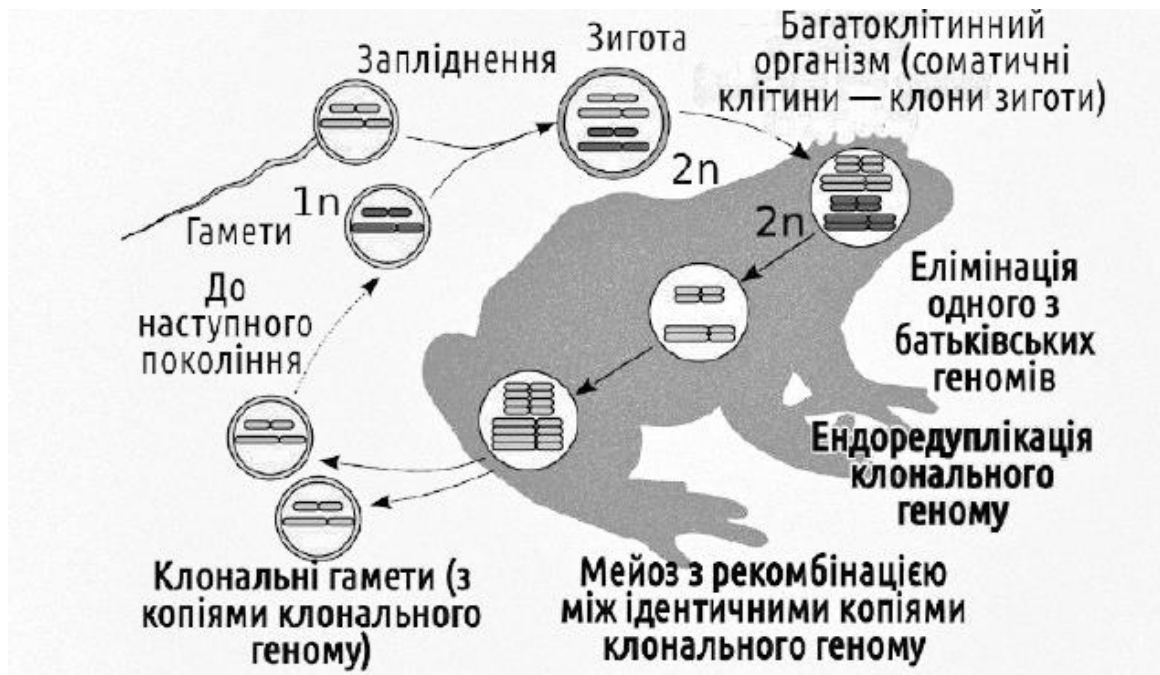 Запліднення
Зигота
Багатоклітинний
організм (соматичні
клітини — клони зиготи)
1n
2n
2n
Гамети
До
наступного
покоління
Елімінація
одного з
батьківських
геномів
Ендоредуплікація
клонального
геному
Клональні гамети (з
копіями клонального
геному)
Мейоз з рекомбінацією
між ідентичними копіями
клонального геному